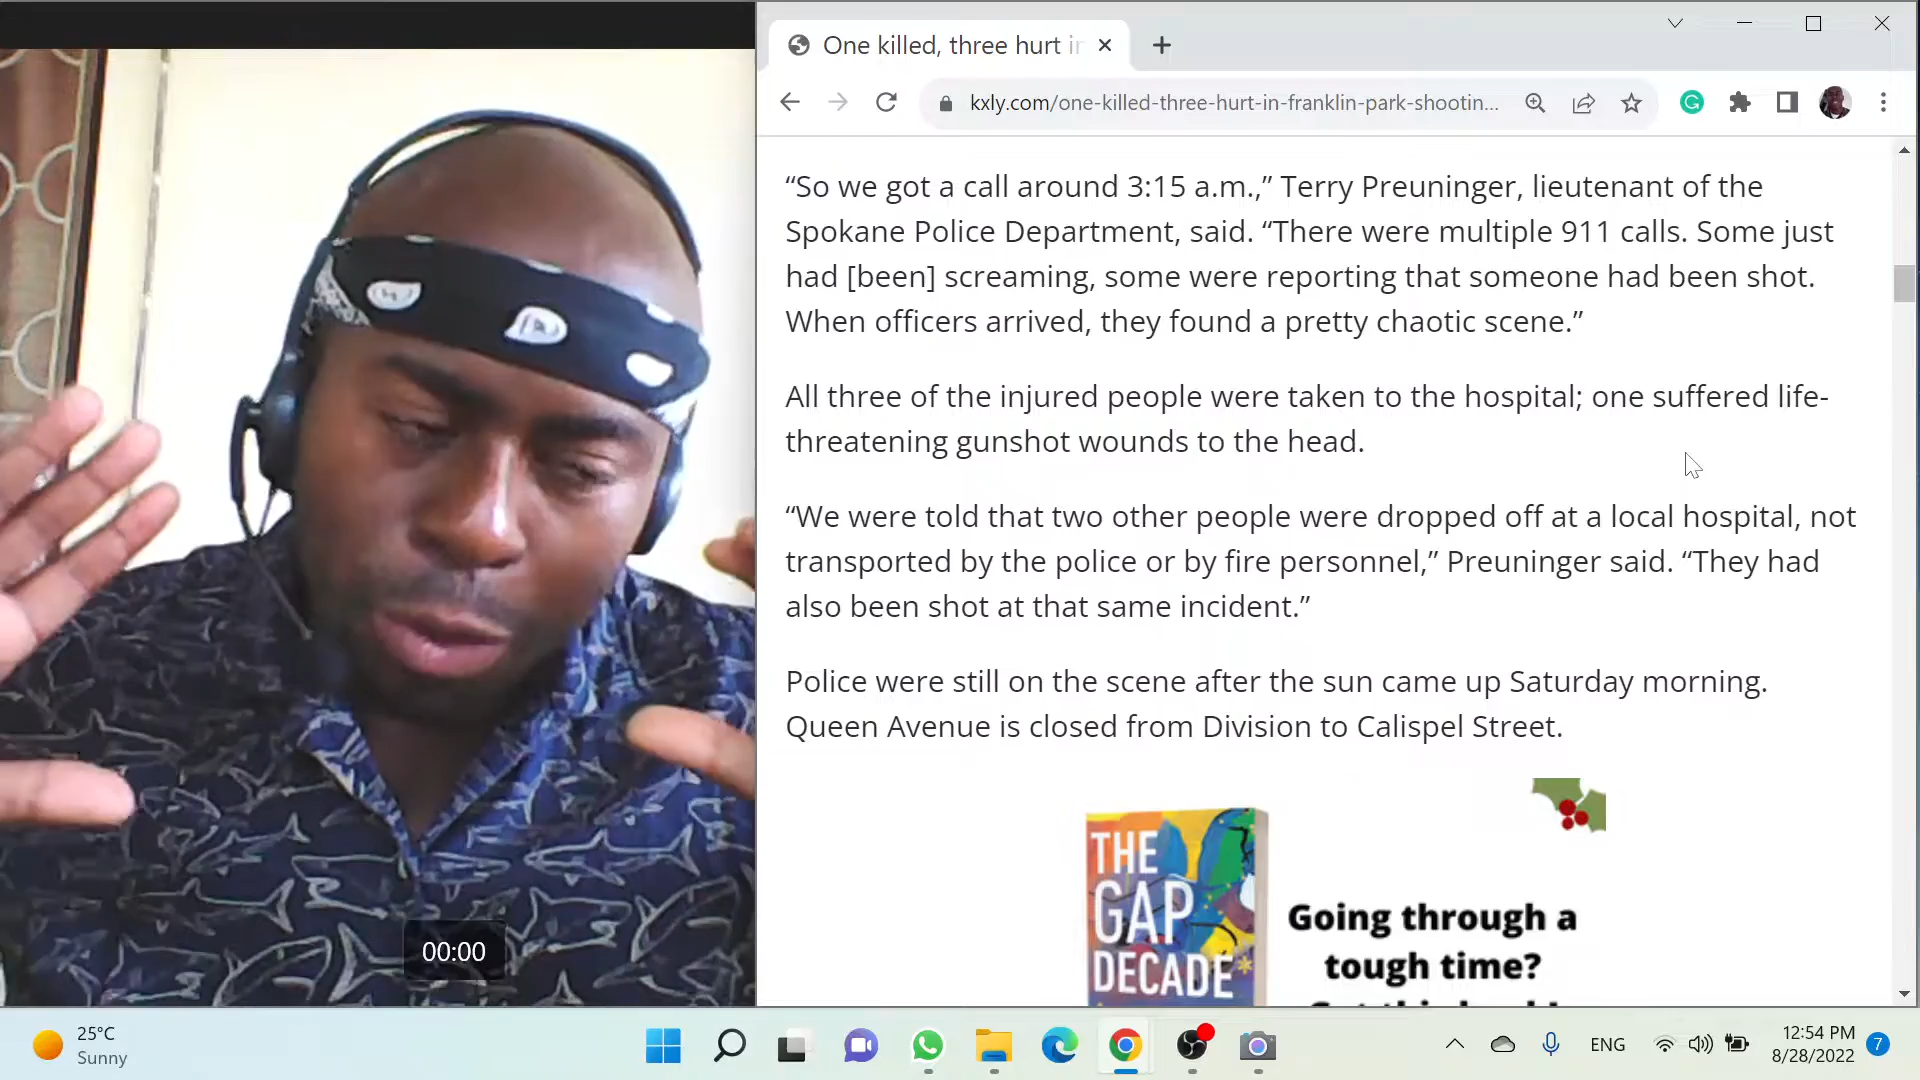 One killed, three hurt in
kxly.com/one-killed-three-hurt-in-franklin-park-shootin...
“So we got a call around 3:15 a.m.,” Terry Preuninger, lieutenant of the
Spokane Police Department, said. “There were multiple 911 calls. Some just
had [been] screaming, some were reporting that someone had been shot.
When officers arrived, they found a pretty chaotic scene.”
All three of the injured people were taken to the hospital; one suffered life-
threatening gunshot wounds to the head.
“We were told that two other people were dropped off at a local hospital, not
transported by the police or by fire personnel,” Preuninger said. “They had
also been shot at that same incident.”
Police were still on the scene after the sun came up Saturday morning.
Queen Avenue is closed from Division to Calispel Street.
THE
GAP
DECADE
Going through a
tough time?
00:00
25°C
Sunny
ENG
12:54 PM
8/28/2022
7